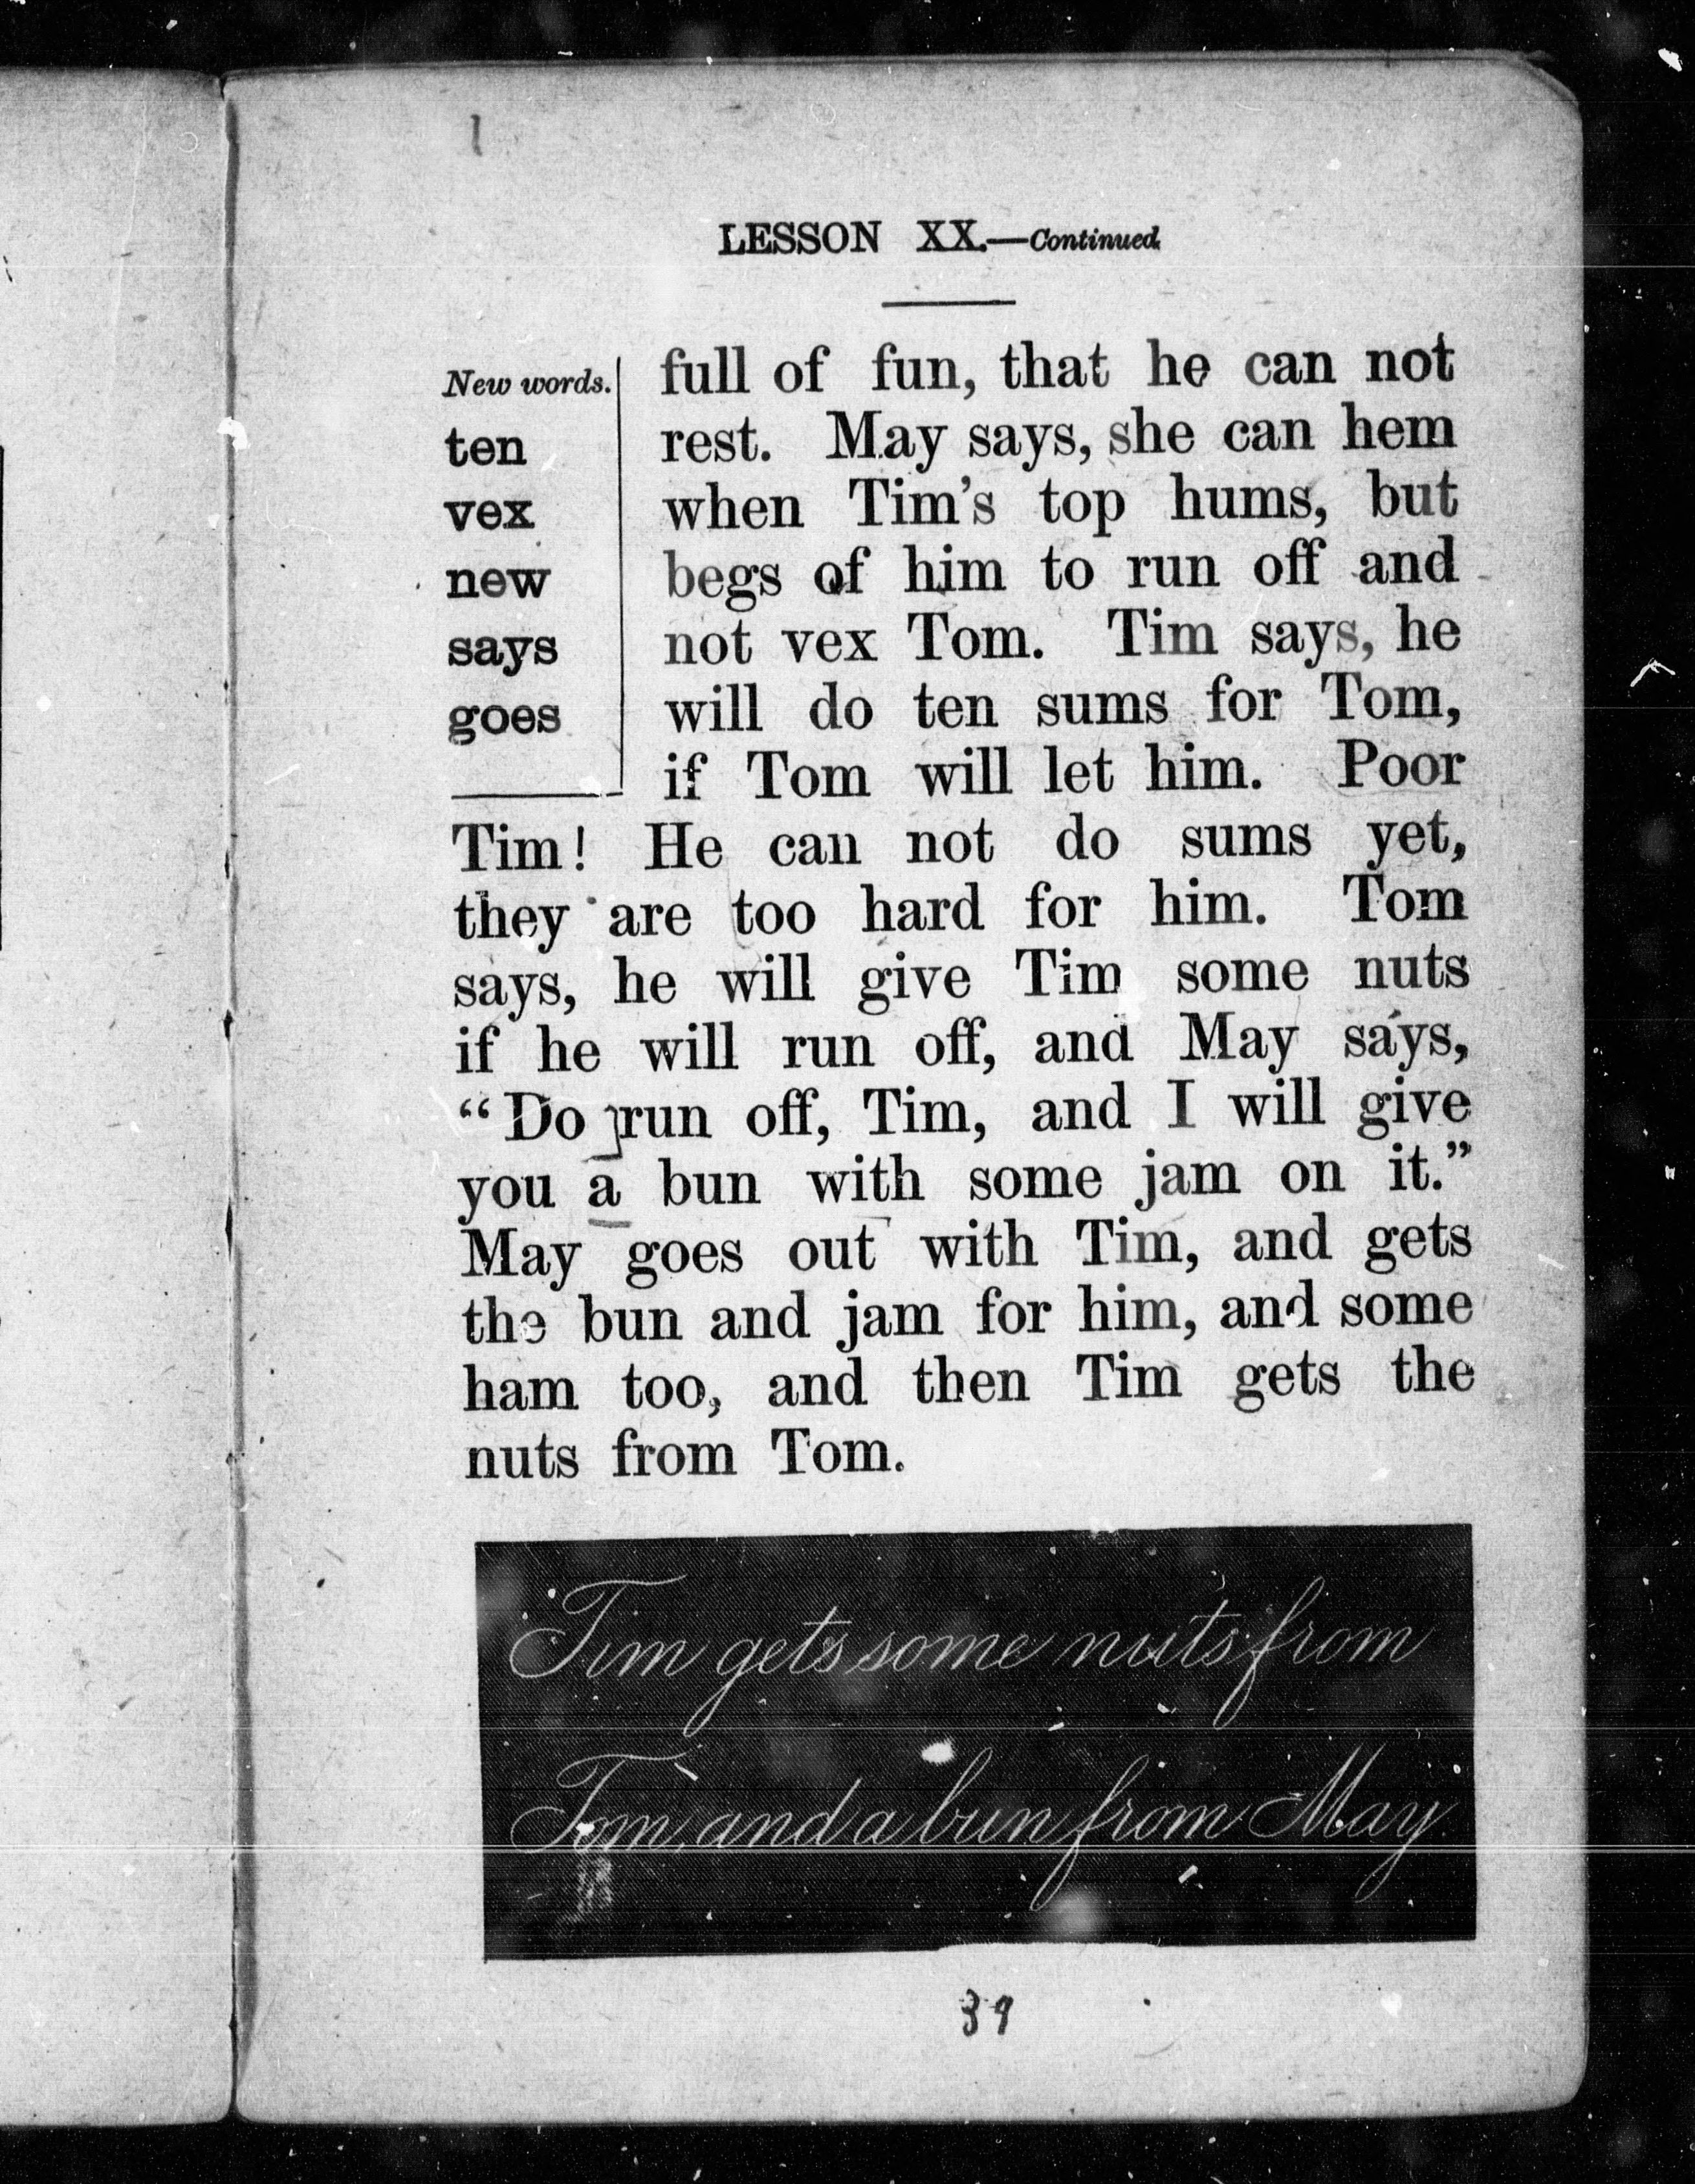 LESSON XX.—Continued.
New words.
ten
vex
new
says
goes
full of fun, that he can not
rest. May says, she can hem
when Tim's top hums, but
begs of him to run off and
not vex Tom. Tim says, he
will do ten sums for Tom,
if Tom will let him. Poor
Tim! He can not do sums yet,
they are too hard for him. Tom
says, he will give Tim some nuts
if he will run off, and May says,
“Do run off, Tim, and I will give
you a bun with some jam on it.”
May goes out with Tim, and gets
the bun and jam for him, and some
ham too, and then Tim gets the
nuts from Tom.
Tim gets some nuts from
Tom, and a bun from May.
39